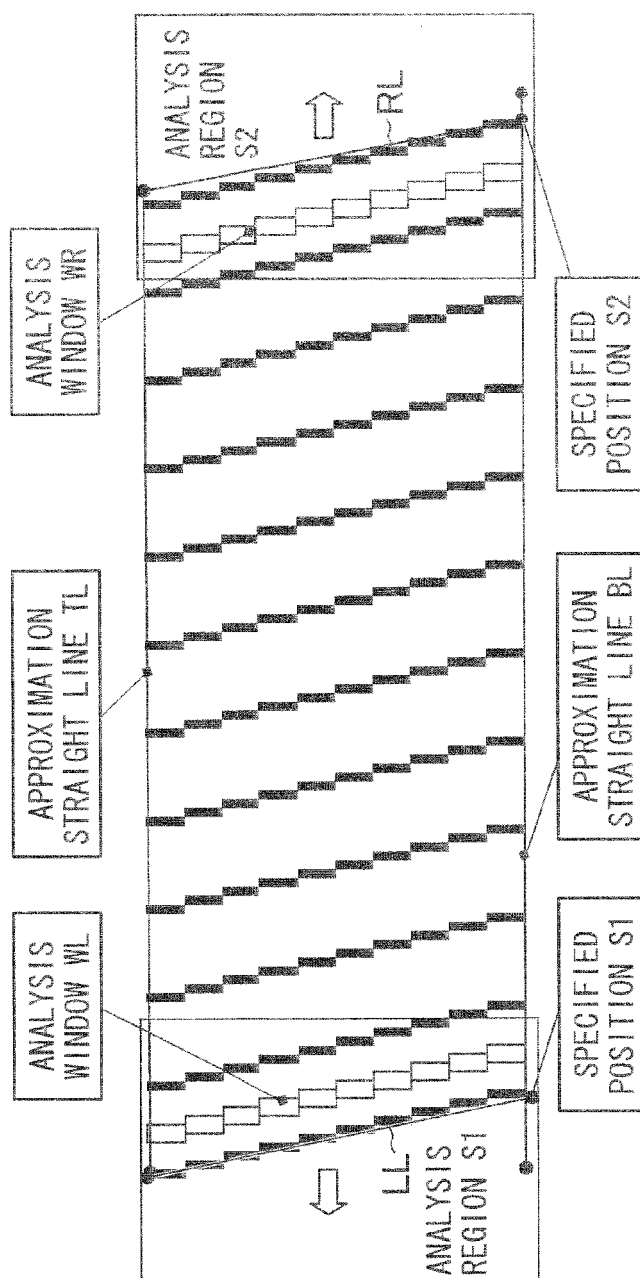 ANALYSIS
WINDOW WL
APPROXIMATION
STRAIGHT LINE TL
ANALYSIS
WINDOW WR
ANALYSIS
REGION
S2
RL
LL
ANALYSIS
REGION S1
SPECIFIED
POSITION S1
APPROXIMATION
STRAIGHT LINE BL
SPECIFIED
POSITION S2